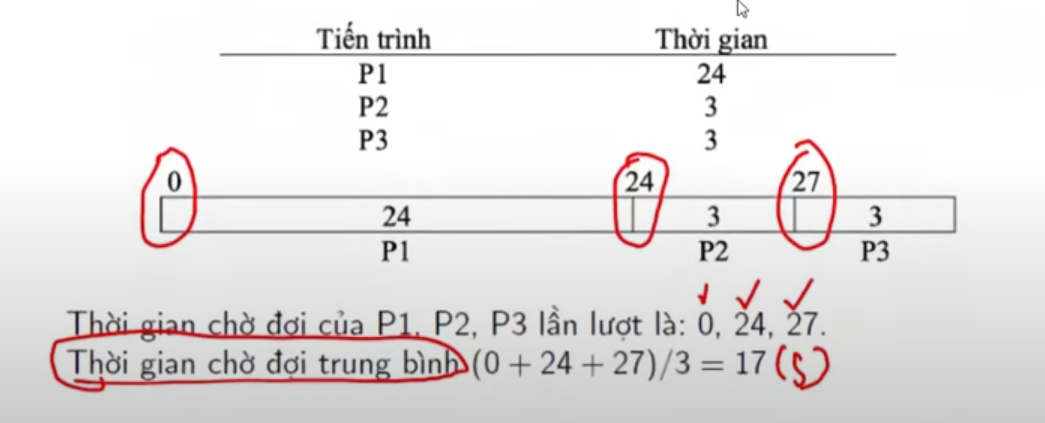 Tiến trình Thời gian
P1 24
P2 3
P3 3
0 24 27
24 3 3
P1 P2 P3
Thời gian chờ đợi của P1, P2, P3 lần lượt là: 0, 24, 27.
Thời gian chờ đợi trung bình (0 + 24 + 27)/3 = 17 (s)